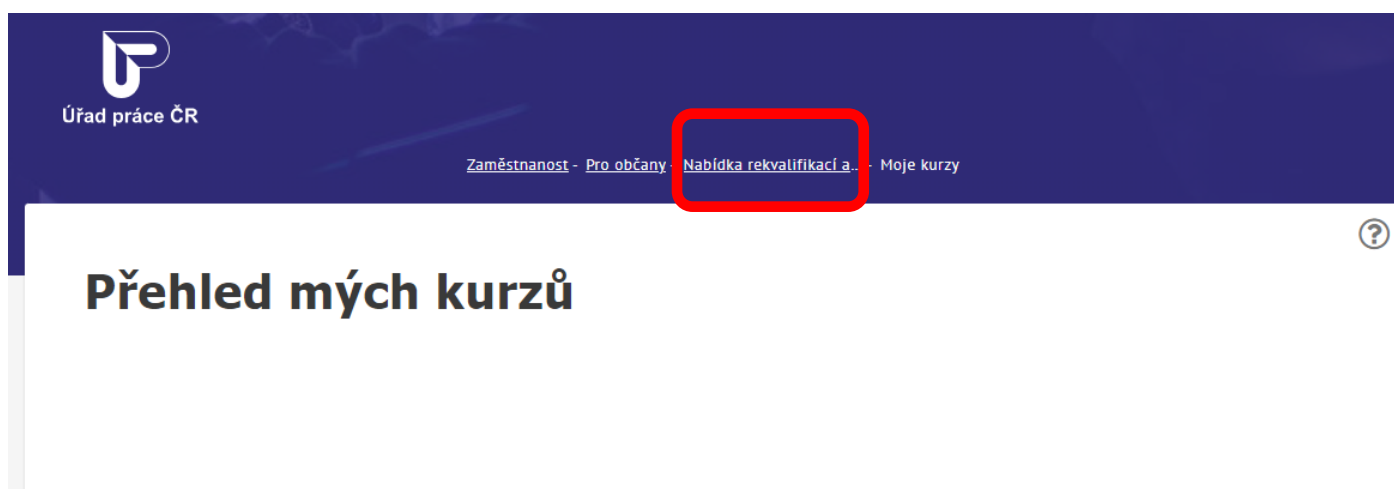 Úřad práce ČR
Zaměstnanost - Pro občany - Nabídka rekvalifikací a... - Moje kurzy
?
Přehled mých kurzů